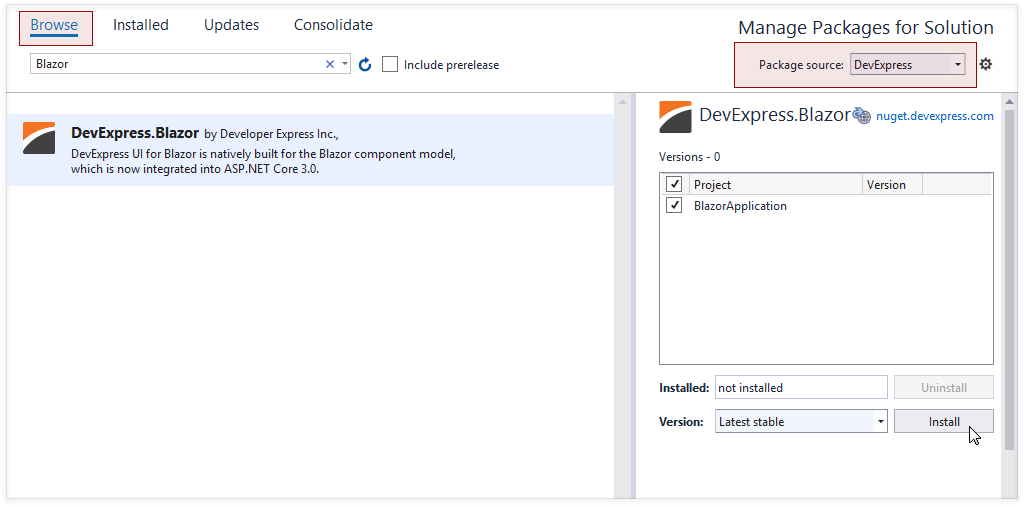 Browse Installed Updates Consolidate
Manage Packages for Solution
Blazor
Include prerelease
Package source: DevExpress
DevExpress.Blazor by Developer Express Inc.,
DevExpress UI for Blazor is natively built for the Blazor component model,
which is now integrated into ASP.NET Core 3.0.
DevExpress.Blazor nuget.devexpress.com
Versions - 0
Project Version
BlazorApplication
Installed: not installed Uninstall
Version: Latest stable Install